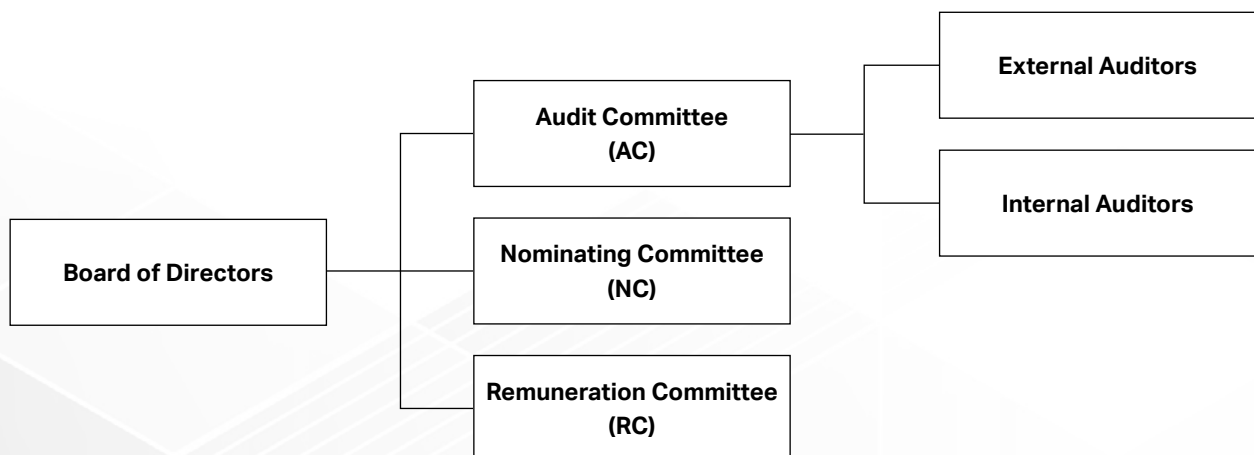 External Auditors
Audit Committee
(AC)
Internal Auditors
Board of Directors
Nominating Committee
(NC)
Remuneration Committee
(RC)